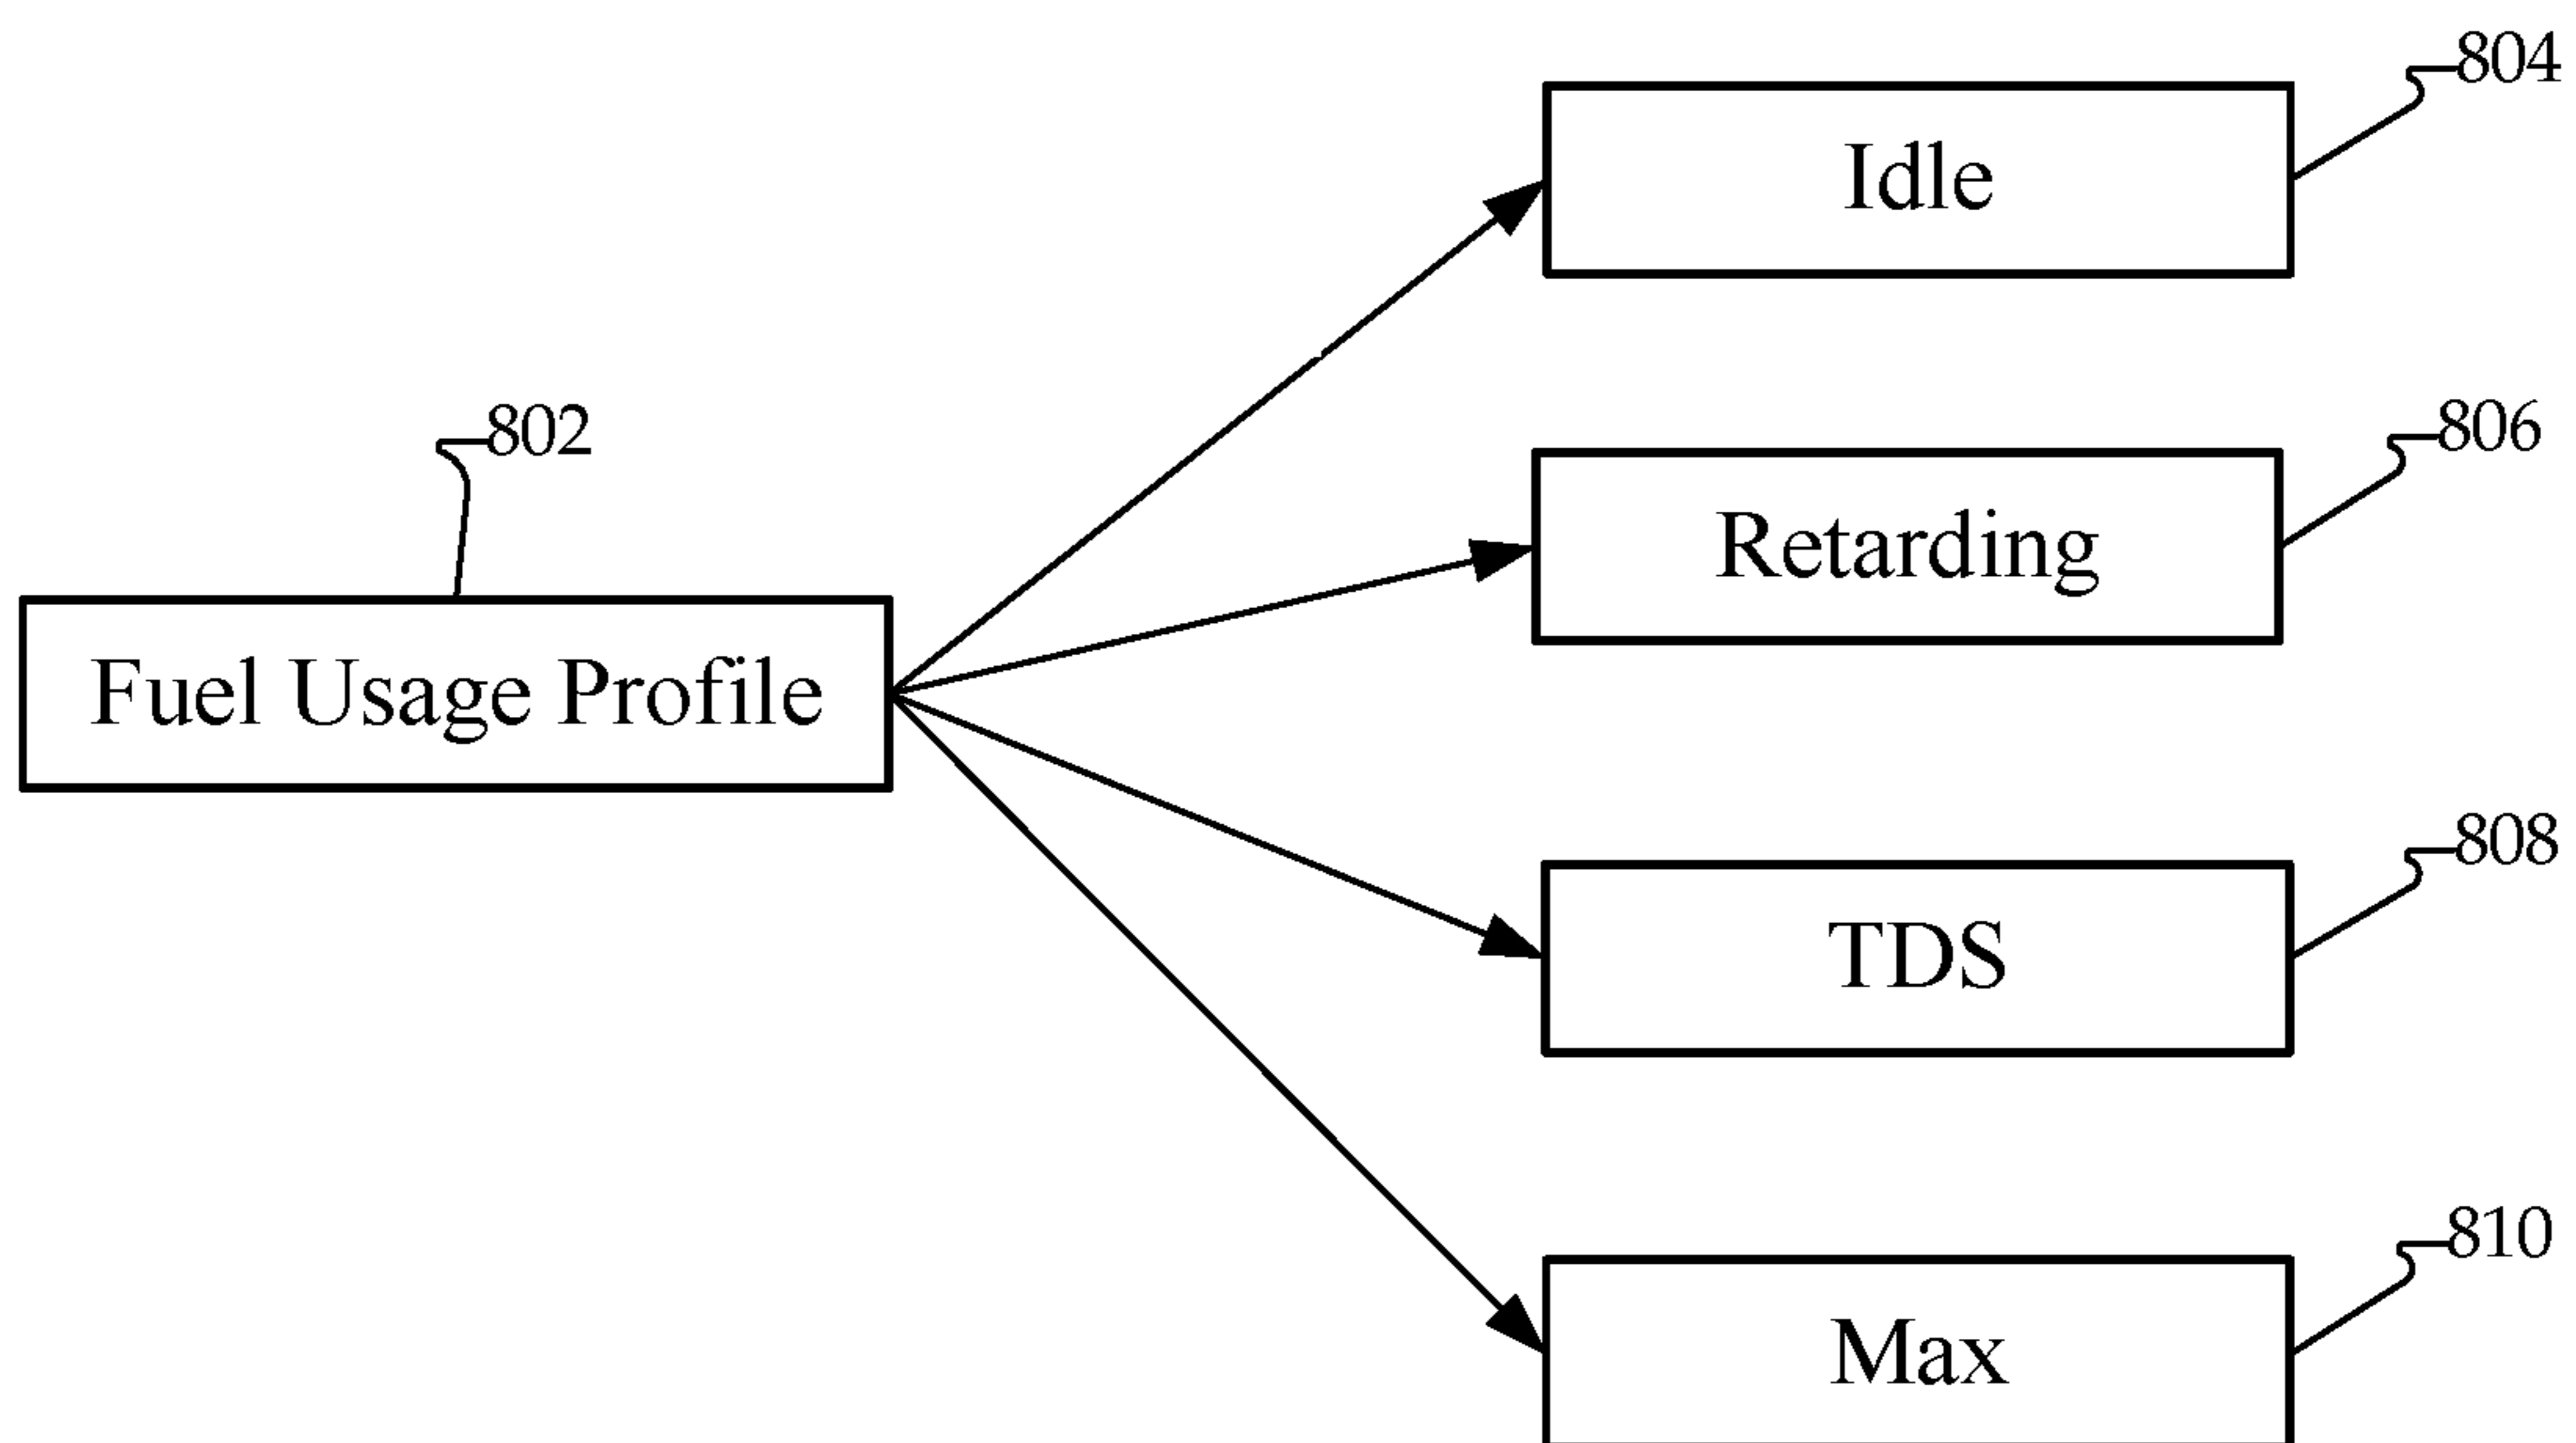 804
Idle
802
806
Retarding
Fuel Usage Profile
808
TDS
810
Max